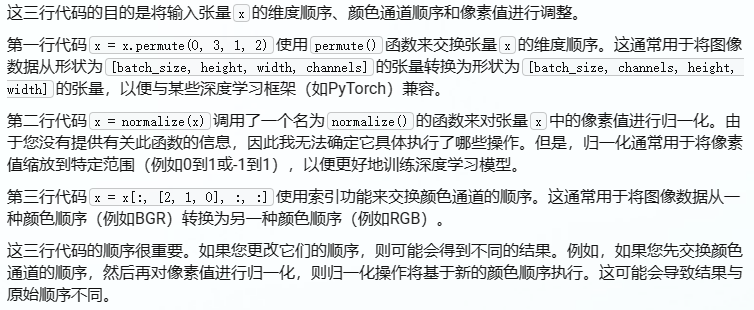 这三行代码的目的是将输入张量 x 的维度顺序、颜色通道顺序和像素值进行调整。
第一行代码 x = x.permute(0, 3, 1, 2) 使用 permute() 函数来交换张量 x 的维度顺序。这通常用于将图像
数据从形状为 [batch_size, height, width, channels] 的张量转换为形状为 [batch_size, channels, height,
width] 的张量，以便与某些深度学习框架（如PyTorch）兼容。
第二行代码 x = normalize(x) 调用了一个名为 normalize() 的函数来对张量 x 中的像素值进行归一化。由
于您没有提供有关此函数的信息，因此我无法确定它具体执行了哪些操作。但是，归一化通常用于将像素
值缩放到特定范围（例如0到1或-1到1），以便更好地训练深度学习模型。
第三行代码 x = x[:, [2, 1, 0], :, :] 使用索引功能来交换颜色通道的顺序。这通常用于将图像数据从一
种颜色顺序（例如BGR）转换为另一种颜色顺序（例如RGB）。
这三行代码的顺序很重要。如果您更改它们的顺序，则可能会得到不同的结果。例如，如果您先交换颜色
通道的顺序，然后再对像素值进行归一化，则归一化操作将基于新的颜色顺序执行。这可能会导致结果与
原始顺序不同。